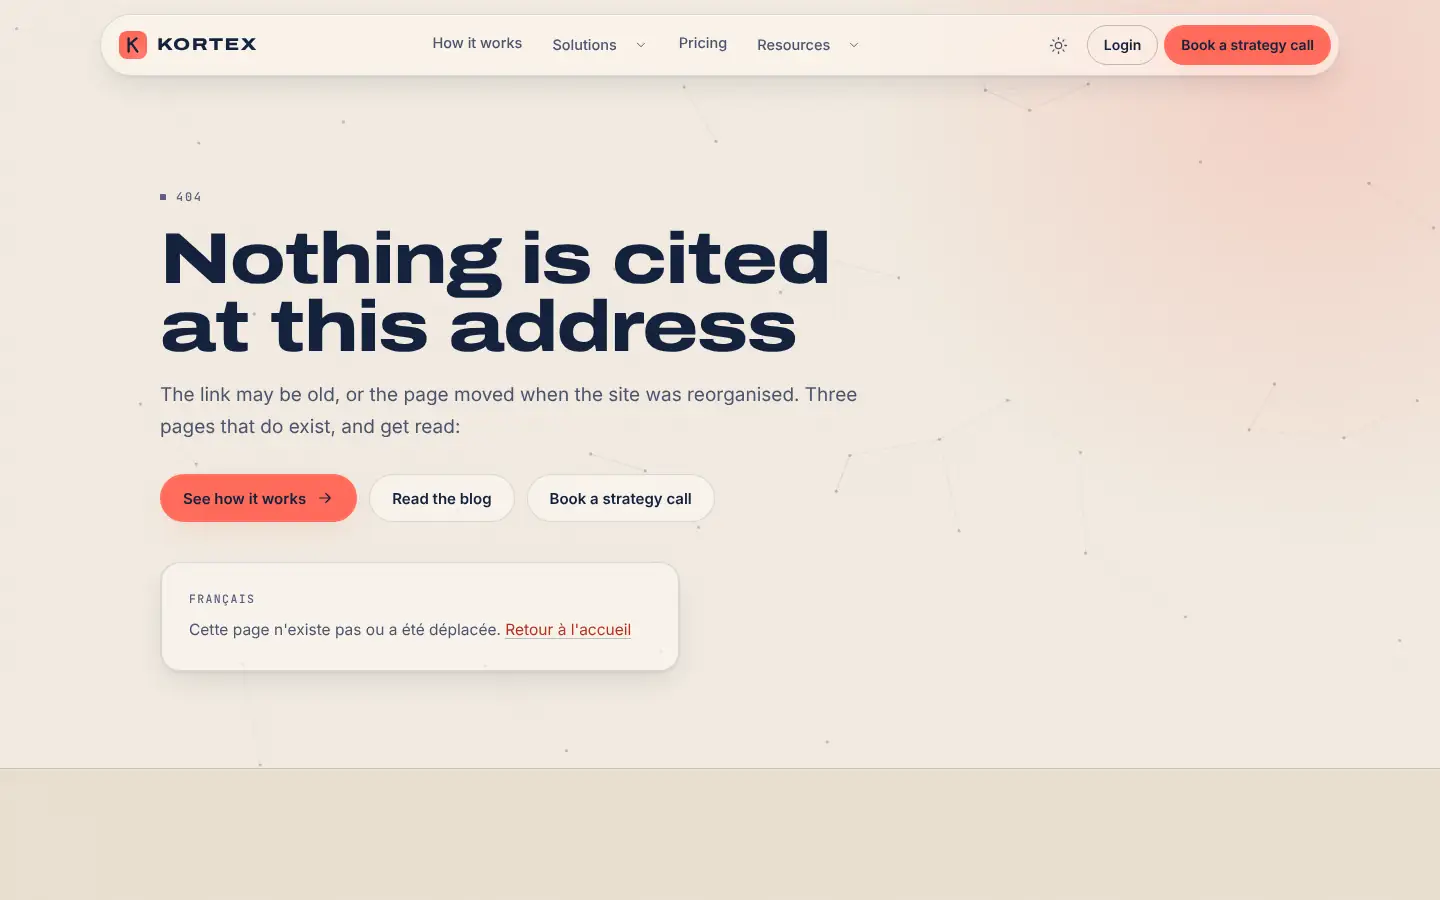 K KORTEX
How it works
Solutions
Pricing
Resources
Login
Book a strategy call
404
Nothing is cited
at this address
The link may be old, or the page moved when the site was reorganised. Three
pages that do exist, and get read:
See how it works →
Read the blog
Book a strategy call
FRANÇAIS
Cette page n'existe pas ou a été déplacée. Retour à l'accueil